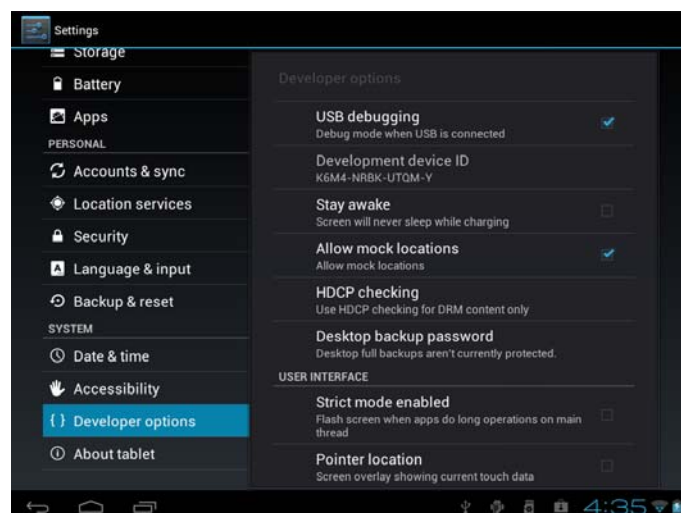 Settings
Storage
Battery
Apps
PERSONAL
Accounts & sync
Location services
Security
Language & input
Backup & reset
SYSTEM
Date & time
Accessibility
{ } Developer options
About tablet
Developer options
USB debugging
Debug mode when USB is connected
Development device ID
K6M4-NRBK-UTQM-Y
Stay awake
Screen will never sleep while charging
Allow mock locations
Allow mock locations
HDCP checking
Use HDCP checking for DRM content only
Desktop backup password
Desktop full backups aren't currently protected.
USER INTERFACE
Strict mode enabled
Flash screen when apps do long operations on main
thread
Pointer location
Screen overlay showing current touch data
4:35